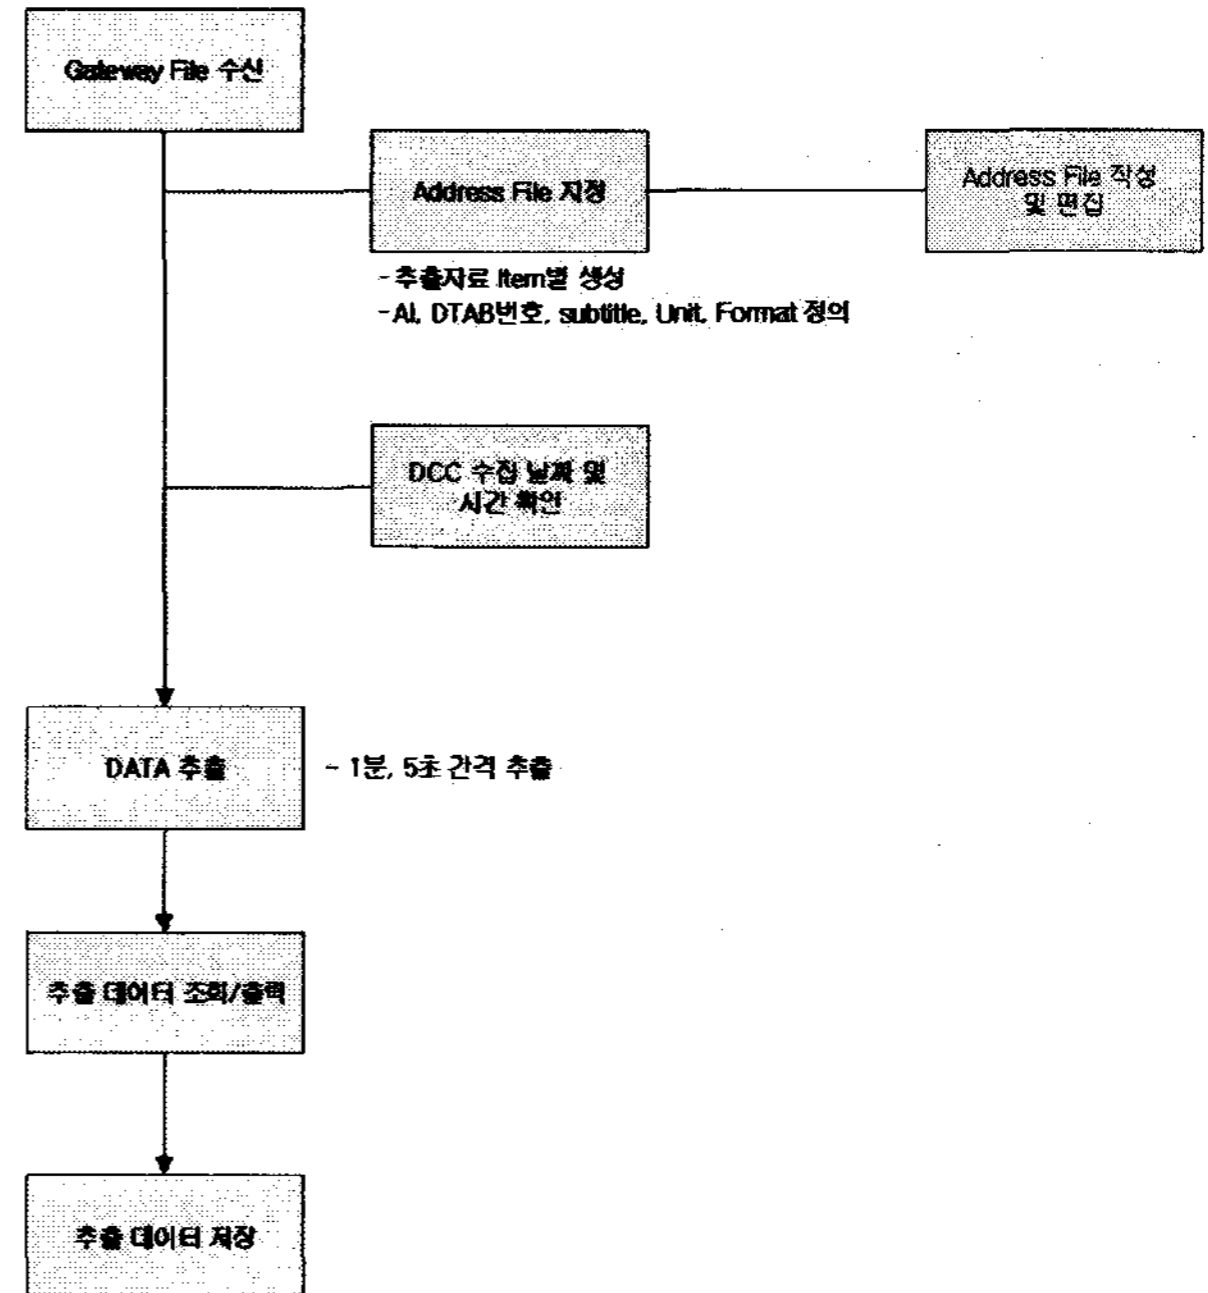 Gateway File 수신
Address File 지정
Address File 작성
및 편집
- 추출자료 Item별 생성
- AI, DTAB번호, subtitle, Unit, Format 정의
DCC 수집 날짜 및
시간 확인
DATA 추출
- 1분, 5초 간격 추출
추출 데이터 조회/출력
추출 데이터 저장